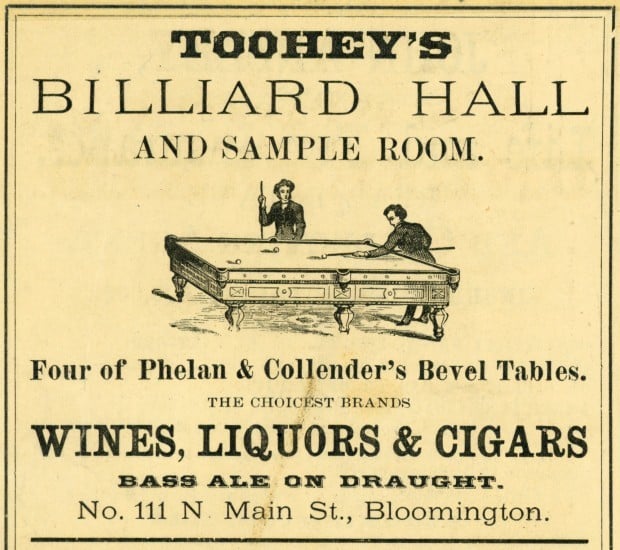 TOOHEY'S
BILLIARD HALL
AND SAMPLE ROOM.
Four of Phelan & Collender's Bevel Tables.
THE CHOICEST BRANDS
WINES, LIQUORS & CIGARS
BASS ALE ON DRAUGHT.
No. 111 N Main St., Bloomington.